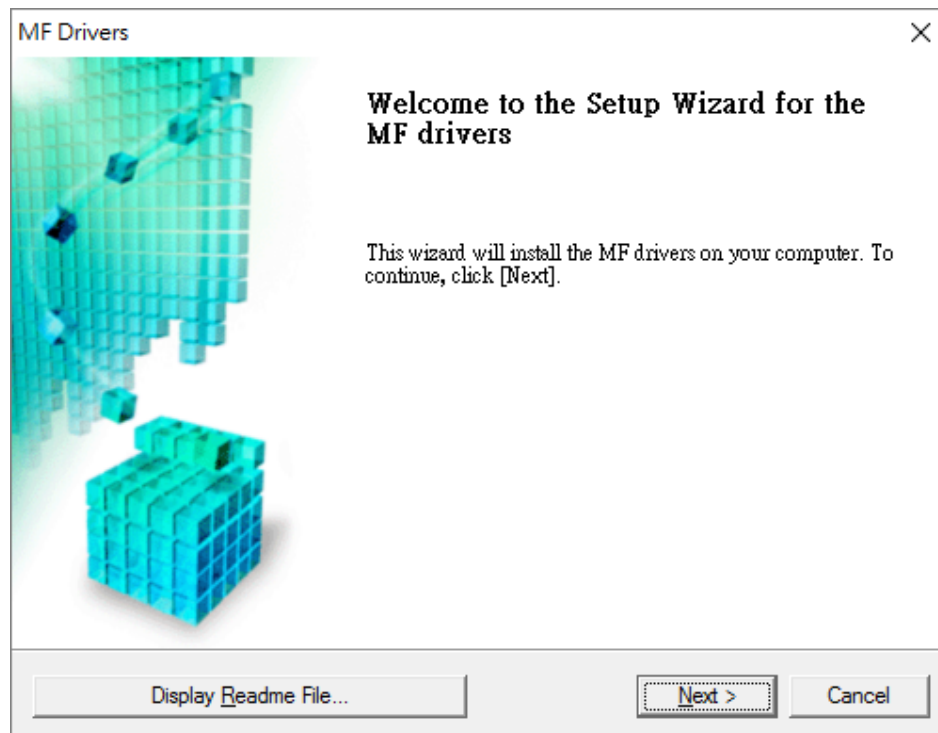 MF Drivers
Welcome to the Setup Wizard for the
MF drivers
This wizard will install the MF drivers on your computer. To
continue, click [Next].
Display Readme File...
Next >
Cancel